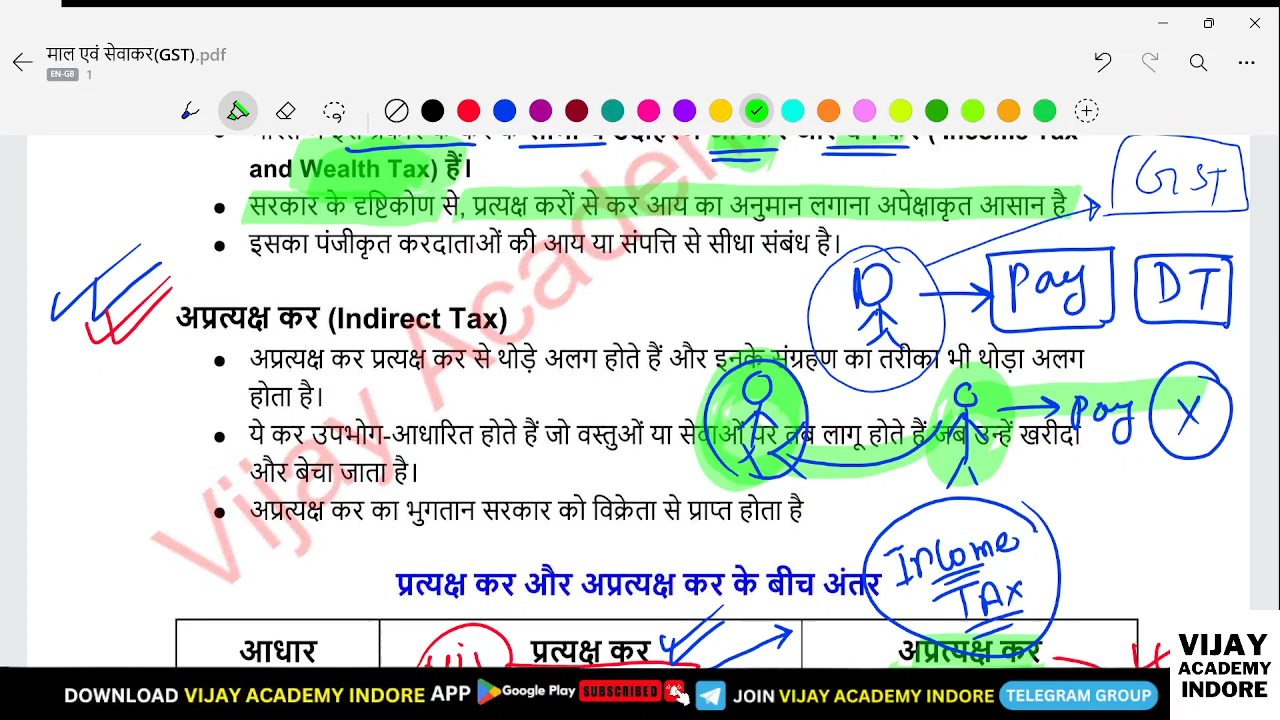 माल एवं सेवाकर(GST).pdf
EN-GB 1
and Wealth Tax) हैं।
GST
सरकार के दृष्टिकोण से, प्रत्यक्ष करों से कर आय का अनुमान लगाना अपेक्षाकृत आसान है
इसका पंजीकृत करदाताओं की आय या संपत्ति से सीधा संबंध है।
Pay DT
अप्रत्यक्ष कर (Indirect Tax)
अप्रत्यक्ष कर प्रत्यक्ष कर से थोड़े अलग होते हैं और इनके संग्रहण का तरीका भी थोड़ा अलग
होता है।
pay X
ये कर उपभोग-आधारित होते हैं जो वस्तुओं या सेवाओं पर तब लागू होते हैं जब उन्हें खरीदा
और बेचा जाता है।
अप्रत्यक्ष कर का भुगतान सरकार को विक्रेता से प्राप्त होता है
Income
TAX
प्रत्यक्ष कर और अप्रत्यक्ष कर के बीच अंतर
आधार प्रत्यक्ष कर अप्रत्यक्ष कर
Vijay Academy
VIJAY
ACADEMY
INDORE
DOWNLOAD VIJAY ACADEMY INDORE APP Google Play SUBSCRIBED JOIN VIJAY ACADEMY INDORE TELEGRAM GROUP